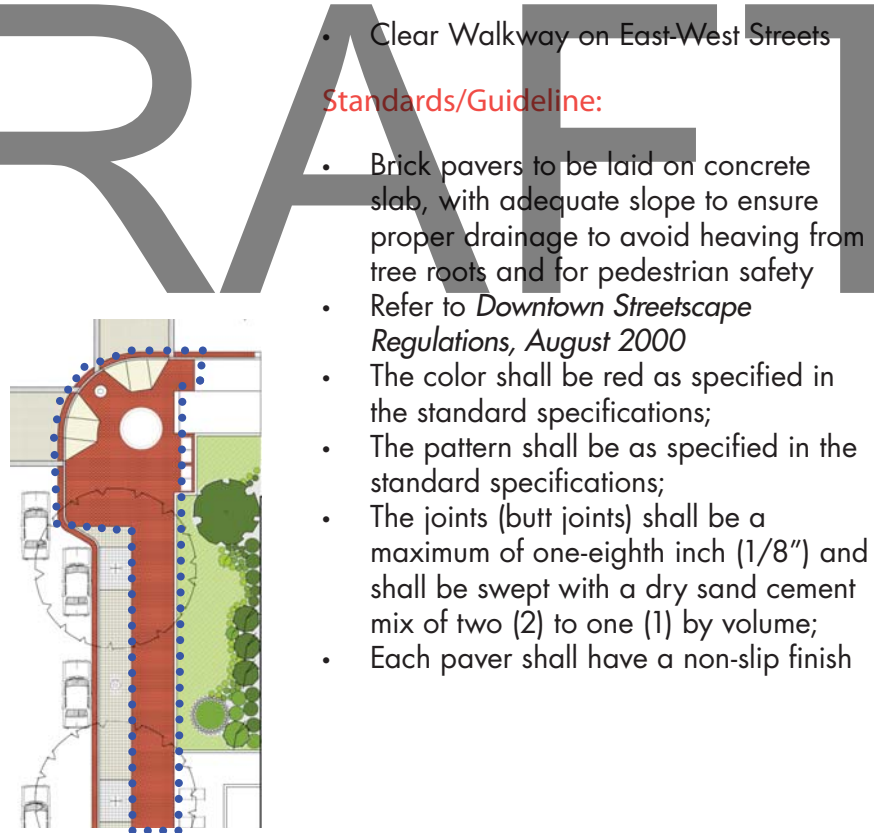 RAFT
• Clear Walkway on East-West Streets
Standards/Guideline:
• Brick pavers to be laid on concrete
slab, with adequate slope to ensure
proper drainage to avoid heaving from
tree roots and for pedestrian safety
• Refer to Downtown Streetscape
Regulations, August 2000
• The color shall be red as specified in
the standard specifications;
• The pattern shall be as specified in the
standard specifications;
• The joints (butt joints) shall be a
maximum of one-eighth inch (1/8”) and
shall be swept with a dry sand cement
mix of two (2) to one (1) by volume;
• Each paver shall have a non-slip finish